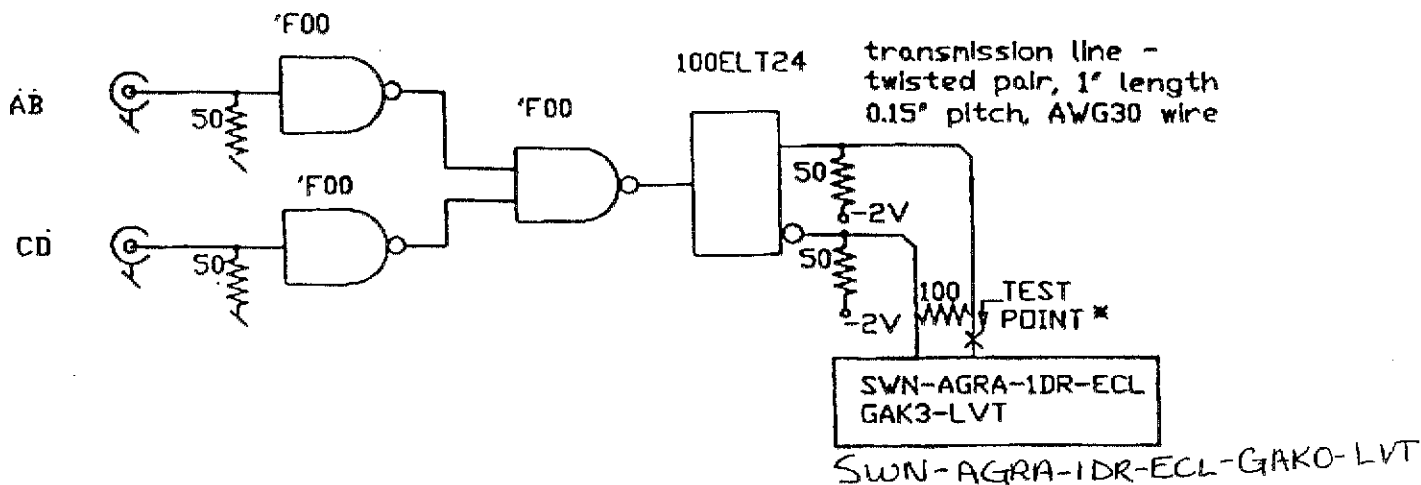 'F00
AB
50
'F00
CD
50
'F00
100ELT24
transmission line -
twisted pair, 1" length
0.15" pitch, AWG30 wire
50
-2V
50
-2V
100
TEST
POINT *
SWN-AGRA-1DR-ECL
GAK3-LVT
SWN-AGRA-1DR-ECL-GAK0-LVT